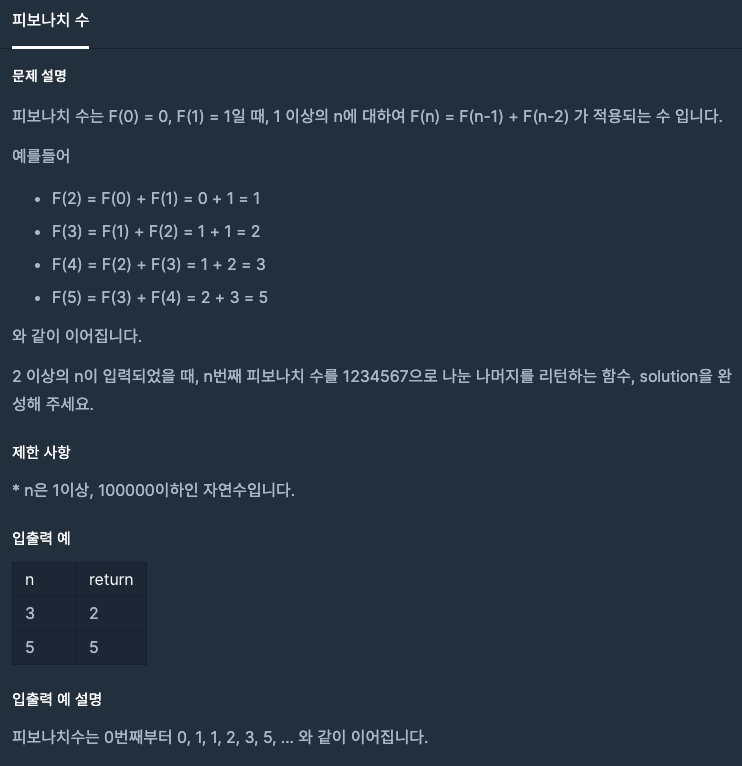 피보나치 수
문제 설명
피보나치 수는 F(0) = 0, F(1) = 1일 때, 1 이상의 n에 대하여 F(n) = F(n-1) + F(n-2) 가 적용되는 수 입니다.
예를들어
• F(2) = F(0) + F(1) = 0 + 1 = 1
• F(3) = F(1) + F(2) = 1 + 1 = 2
• F(4) = F(2) + F(3) = 1 + 2 = 3
• F(5) = F(3) + F(4) = 2 + 3 = 5
와 같이 이어집니다.
2 이상의 n이 입력되었을 때, n번째 피보나치 수를 1234567으로 나눈 나머지를 리턴하는 함수, solution을 완
성해 주세요.
제한 사항
* n은 1이상, 100000이하인 자연수입니다.
입출력 예
n return
3 2
5 5
입출력 예 설명
피보나치수는 0번째부터 0, 1, 1, 2, 3, 5, ... 와 같이 이어집니다.